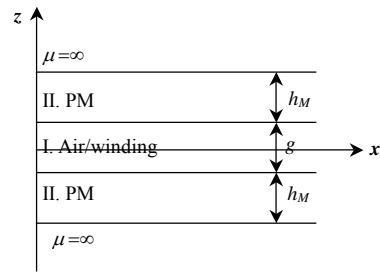 z
μ=∞
II. PM
h_M
I. Air/winding
g
x
II. PM
h_M
μ=∞